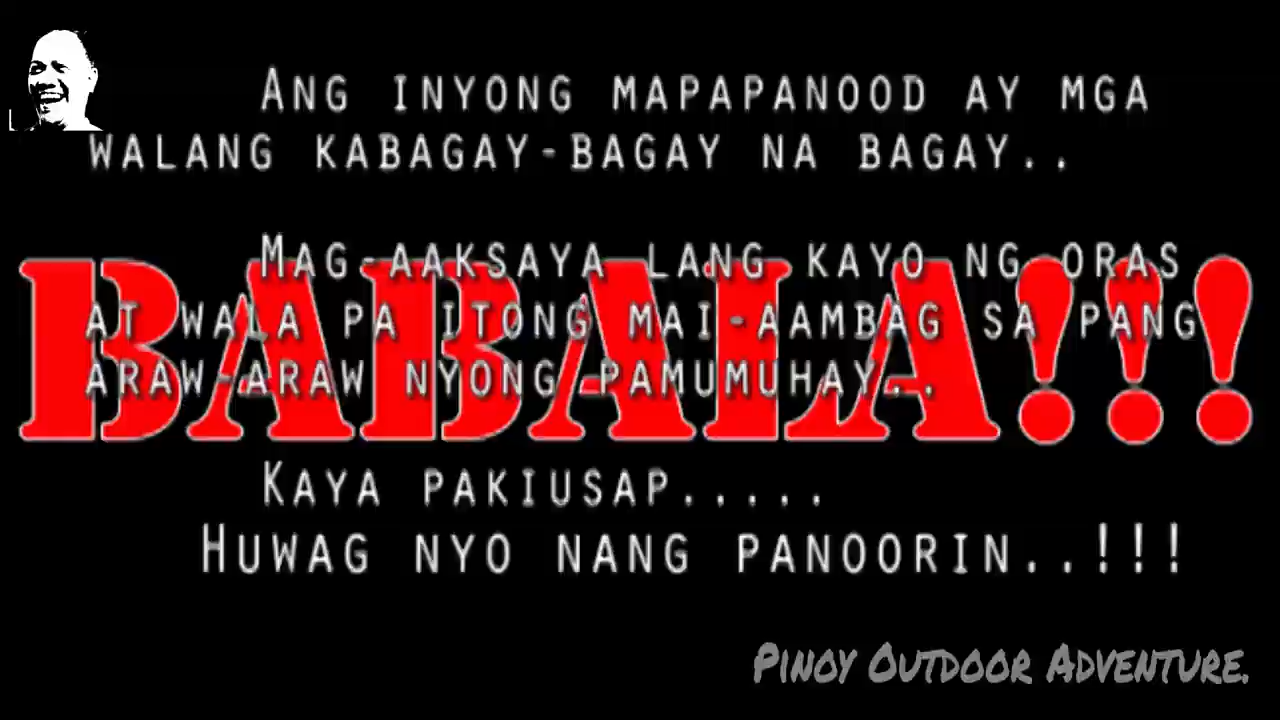 Ang inyong mapapanood ay mga
walang kabagay-bagay na bagay..
Mag-aaksaya lang kayo ng oras
at wala pa itong mai-aambag sa pang
araw-araw nyong pamumuhay..
BABALA!!!
Kaya pakiusap.....
Huwag nyo nang panoorin..!!!
Pinoy Outdoor Adventure.